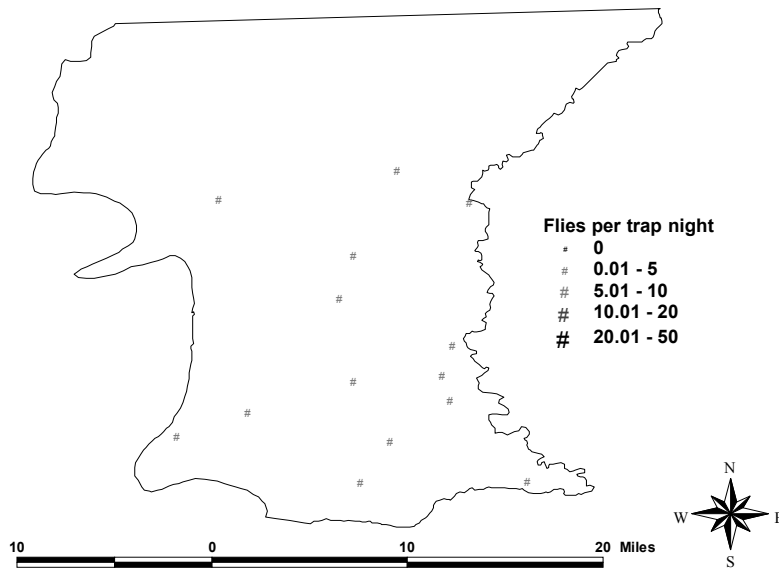 Flies per trap night
# 0
# 0.01 - 5
# 5.01 - 10
# 10.01 - 20
# 20.01 - 50
N
W E
S
10 0 10 20 Miles